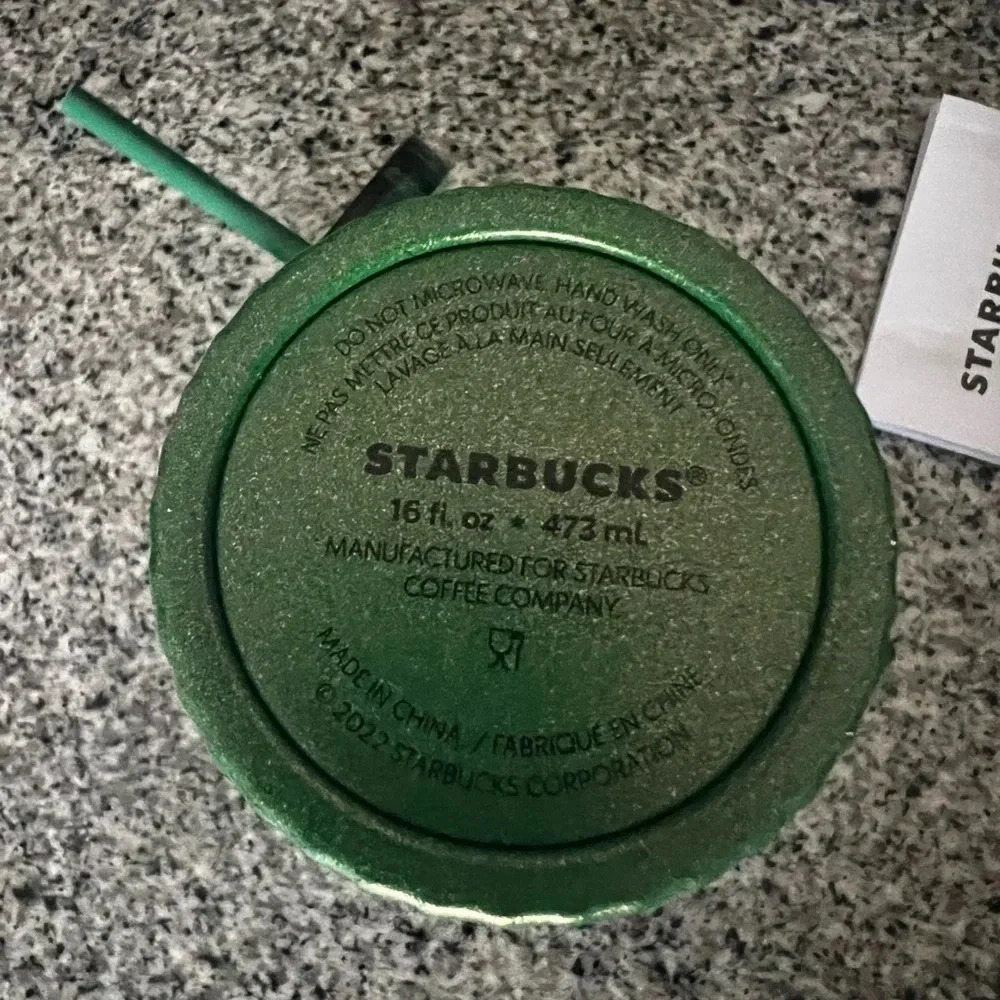 DO NOT MICROWAVE, HAND WASH ONLY
NE PAS METTRE CE PRODUIT AU FOUR À MICRO-ONDES
LAVAGE À LA MAIN SEULEMENT
STARBUCKS®
16 fl. oz • 473 mL
MANUFACTURED FOR STARBUCKS
COFFEE COMPANY
MADE IN CHINA / FABRIQUÉ EN CHINE
© 2022 STARBUCKS CORPORATION